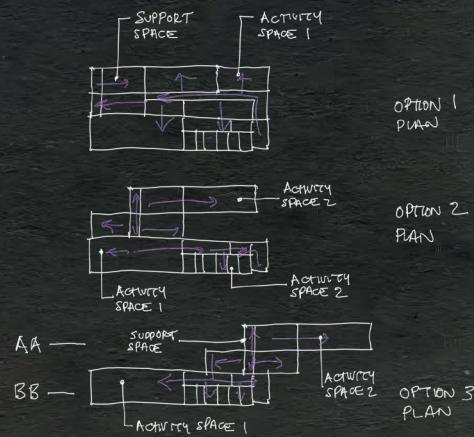 SUPPORT
SPACE
ACTIVITY
SPACE 1
OPTION 1
PLAN
ACTIVITY
SPACE 2
OPTION 2
PLAN
ACTIVITY
SPACE 1
ACTIVITY
SPACE 2
AA
SUPPORT
SPACE
BB
ACTIVITY
SPACE 2
OPTION 3
PLAN
ACTIVITY SPACE 1